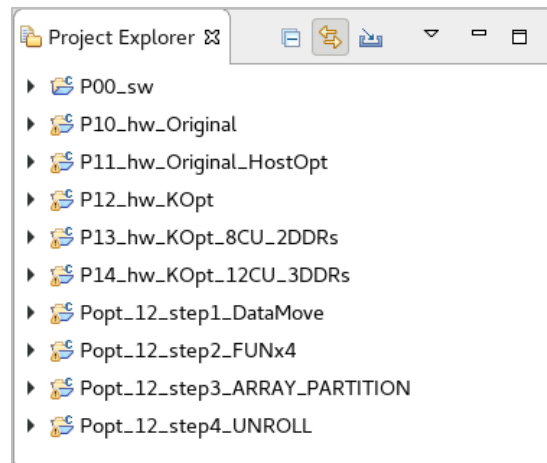 Project Explorer
P00_sw
P10_hw_Original
P11_hw_Original_HostOpt
P12_hw_KOpt
P13_hw_KOpt_8CU_2DDRs
P14_hw_KOpt_12CU_3DDRs
Popt_12_step1_DataMove
Popt_12_step2_FUNx4
Popt_12_step3_ARRAY_PARTITION
Popt_12_step4_UNROLL